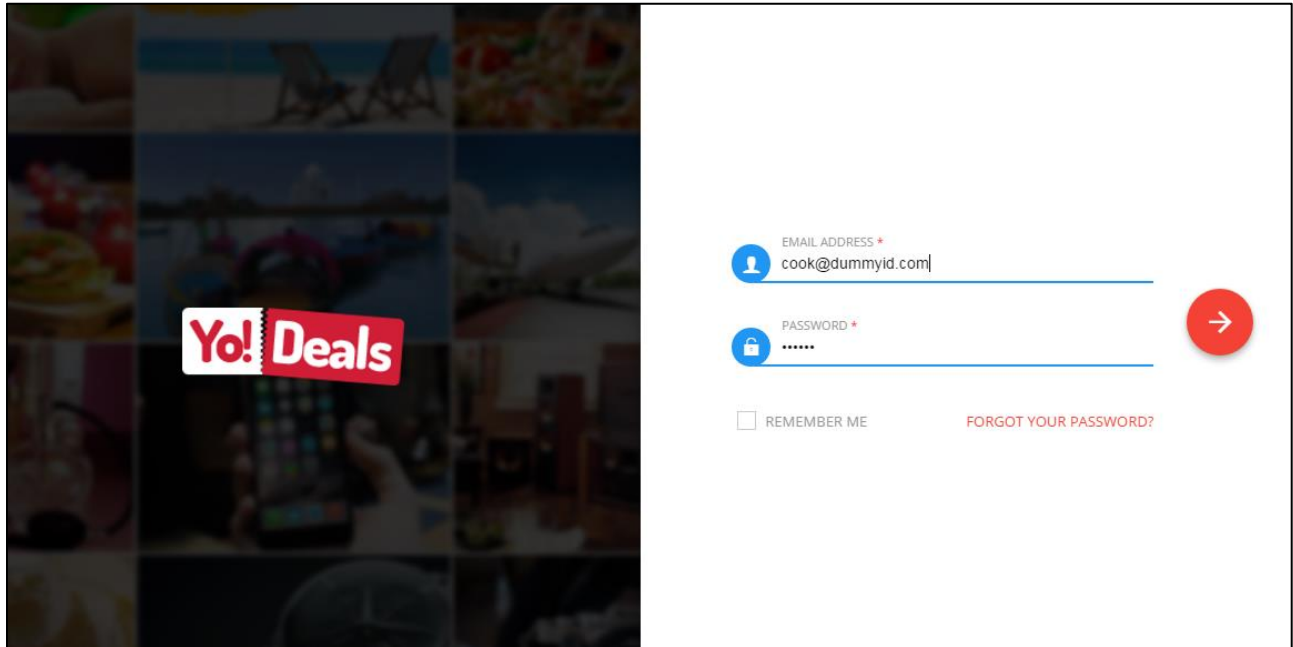 Yo! Deals
EMAIL ADDRESS *
cook@dummyid.com
PASSWORD *
••••••
REMEMBER ME
FORGOT YOUR PASSWORD?